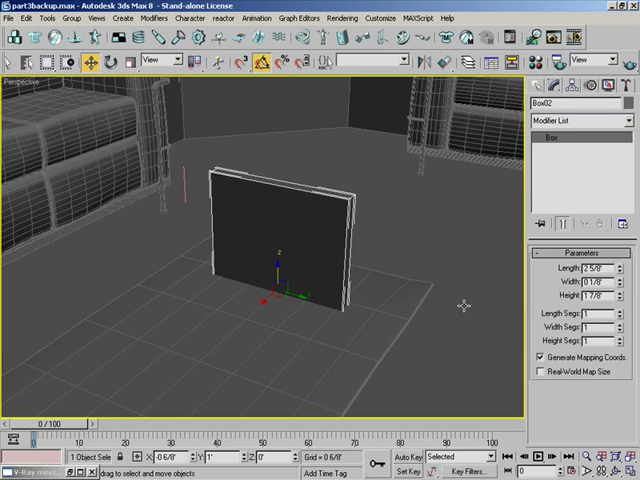 part3backup.max - Autodesk 3ds Max 8 - Stand-alone License
File Edit Tools Group Views Create Modifiers Character reactor Animation Graph Editors Rendering Customize MAXScript Help
View
View
Perspective
Box02
Modifier List
Box
Parameters
Length: 2 5/8'
Width: 0 1/8'
Height: 1 7/8'
Length Segs: 1
Width Segs: 1
Height Segs: 1
Generate Mapping Coords.
Real-World Map Size
z
0 / 100
0 10 20 30 40 50 60 70 80 90 100
1 Object Sele X: -0 6/8' Y: 1' Z: 0' Grid = 0 6/8' Auto Key Selected
V-Ray mess... drag to select and move objects Add Time Tag Set Key Key Filters... 0